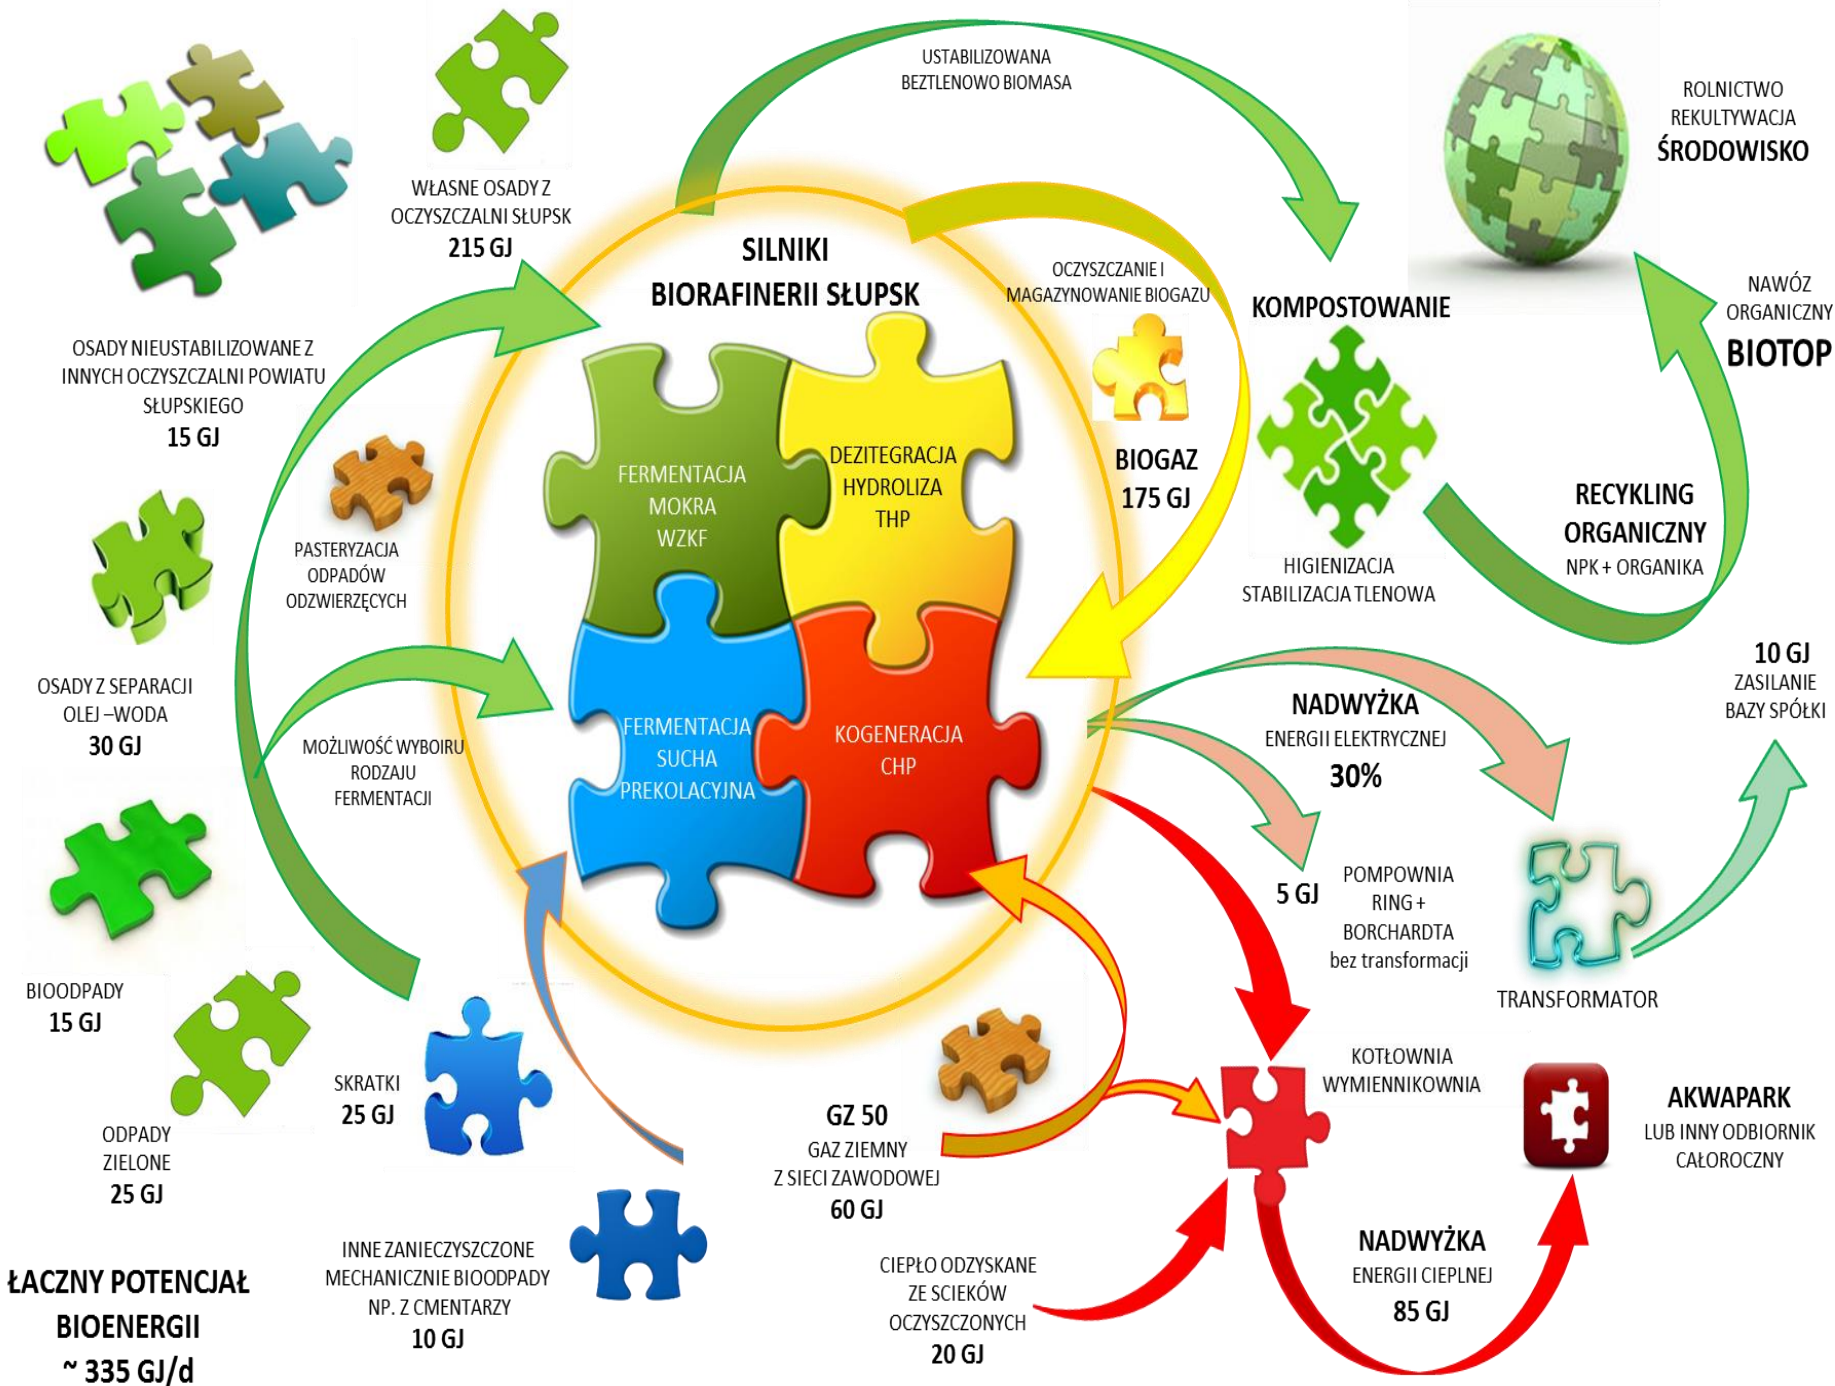 USTABILIZOWANA
BEZTLENOWO BIOMASA
ROLNICTWO
REKULTYWACJA
ŚRODOWISKO
WŁASNE OSADY Z
OCZYSZCZALNI SŁUPSK
215 GJ
SILNIKI
BIORAFINERII SŁUPSK
OCZYSZCZANIE I
MAGAZYNOWANIE BIOGAZU
KOMPOSTOWANIE
NAWÓZ
ORGANICZNY
BIOTOP
OSADY NIEUSTABILIZOWANE Z
INNYCH OCZYSZCZALNI POWIATU
SŁUPSKIEGO
15 GJ
FERMENTACJA
MOKRA
WZKF
DEZITEGRACJA
HYDROLIZA
THP
BIOGAZ
175 GJ
RECYKLING
ORGANICZNY
NPK + ORGANIKA
PASTERYZACJA
ODPADÓW
ODZWIERZĘCYCH
HIGIENIZACJA
STABILIZACJA TLENOWA
OSADY Z SEPARACJI
OLEJ –WODA
30 GJ
MOŻLIWOŚĆ WYBOIRU
RODZAJU
FERMENTACJI
FERMENTACJA
SUCHA
PREKOLACYJNA
KOGENERACJA
CHP
NADWYŻKA
ENERGII ELEKTRYCZNEJ
30%
10 GJ
ZASILANIE
BAZY SPÓŁKI
5 GJ
POMPOWNIA
RING +
BORCHARDTA
bez transformacji
TRANSFORMATOR
BIOODPADY
15 GJ
SKRATKI
25 GJ
ODPADY
ZIELONE
25 GJ
GZ 50
GAZ ZIEMNY
Z SIECI ZAWODOWEJ
60 GJ
KOTŁOWNIA
WYMIENNIKOWNIA
AKWAPARK
LUB INNY ODBIORNIK
CAŁOROCZNY
INNE ZANIECZYSZCZONE
MECHANICZNIE BIOODPADY
NP. Z CMENTARZY
10 GJ
CIEPŁO ODZYSKANE
ZE SCIEKÓW
OCZYSZCZONYCH
20 GJ
NADWYŻKA
ENERGII CIEPLNEJ
85 GJ
ŁACZNY POTENCJAŁ
BIOENERGII
~ 335 GJ/d